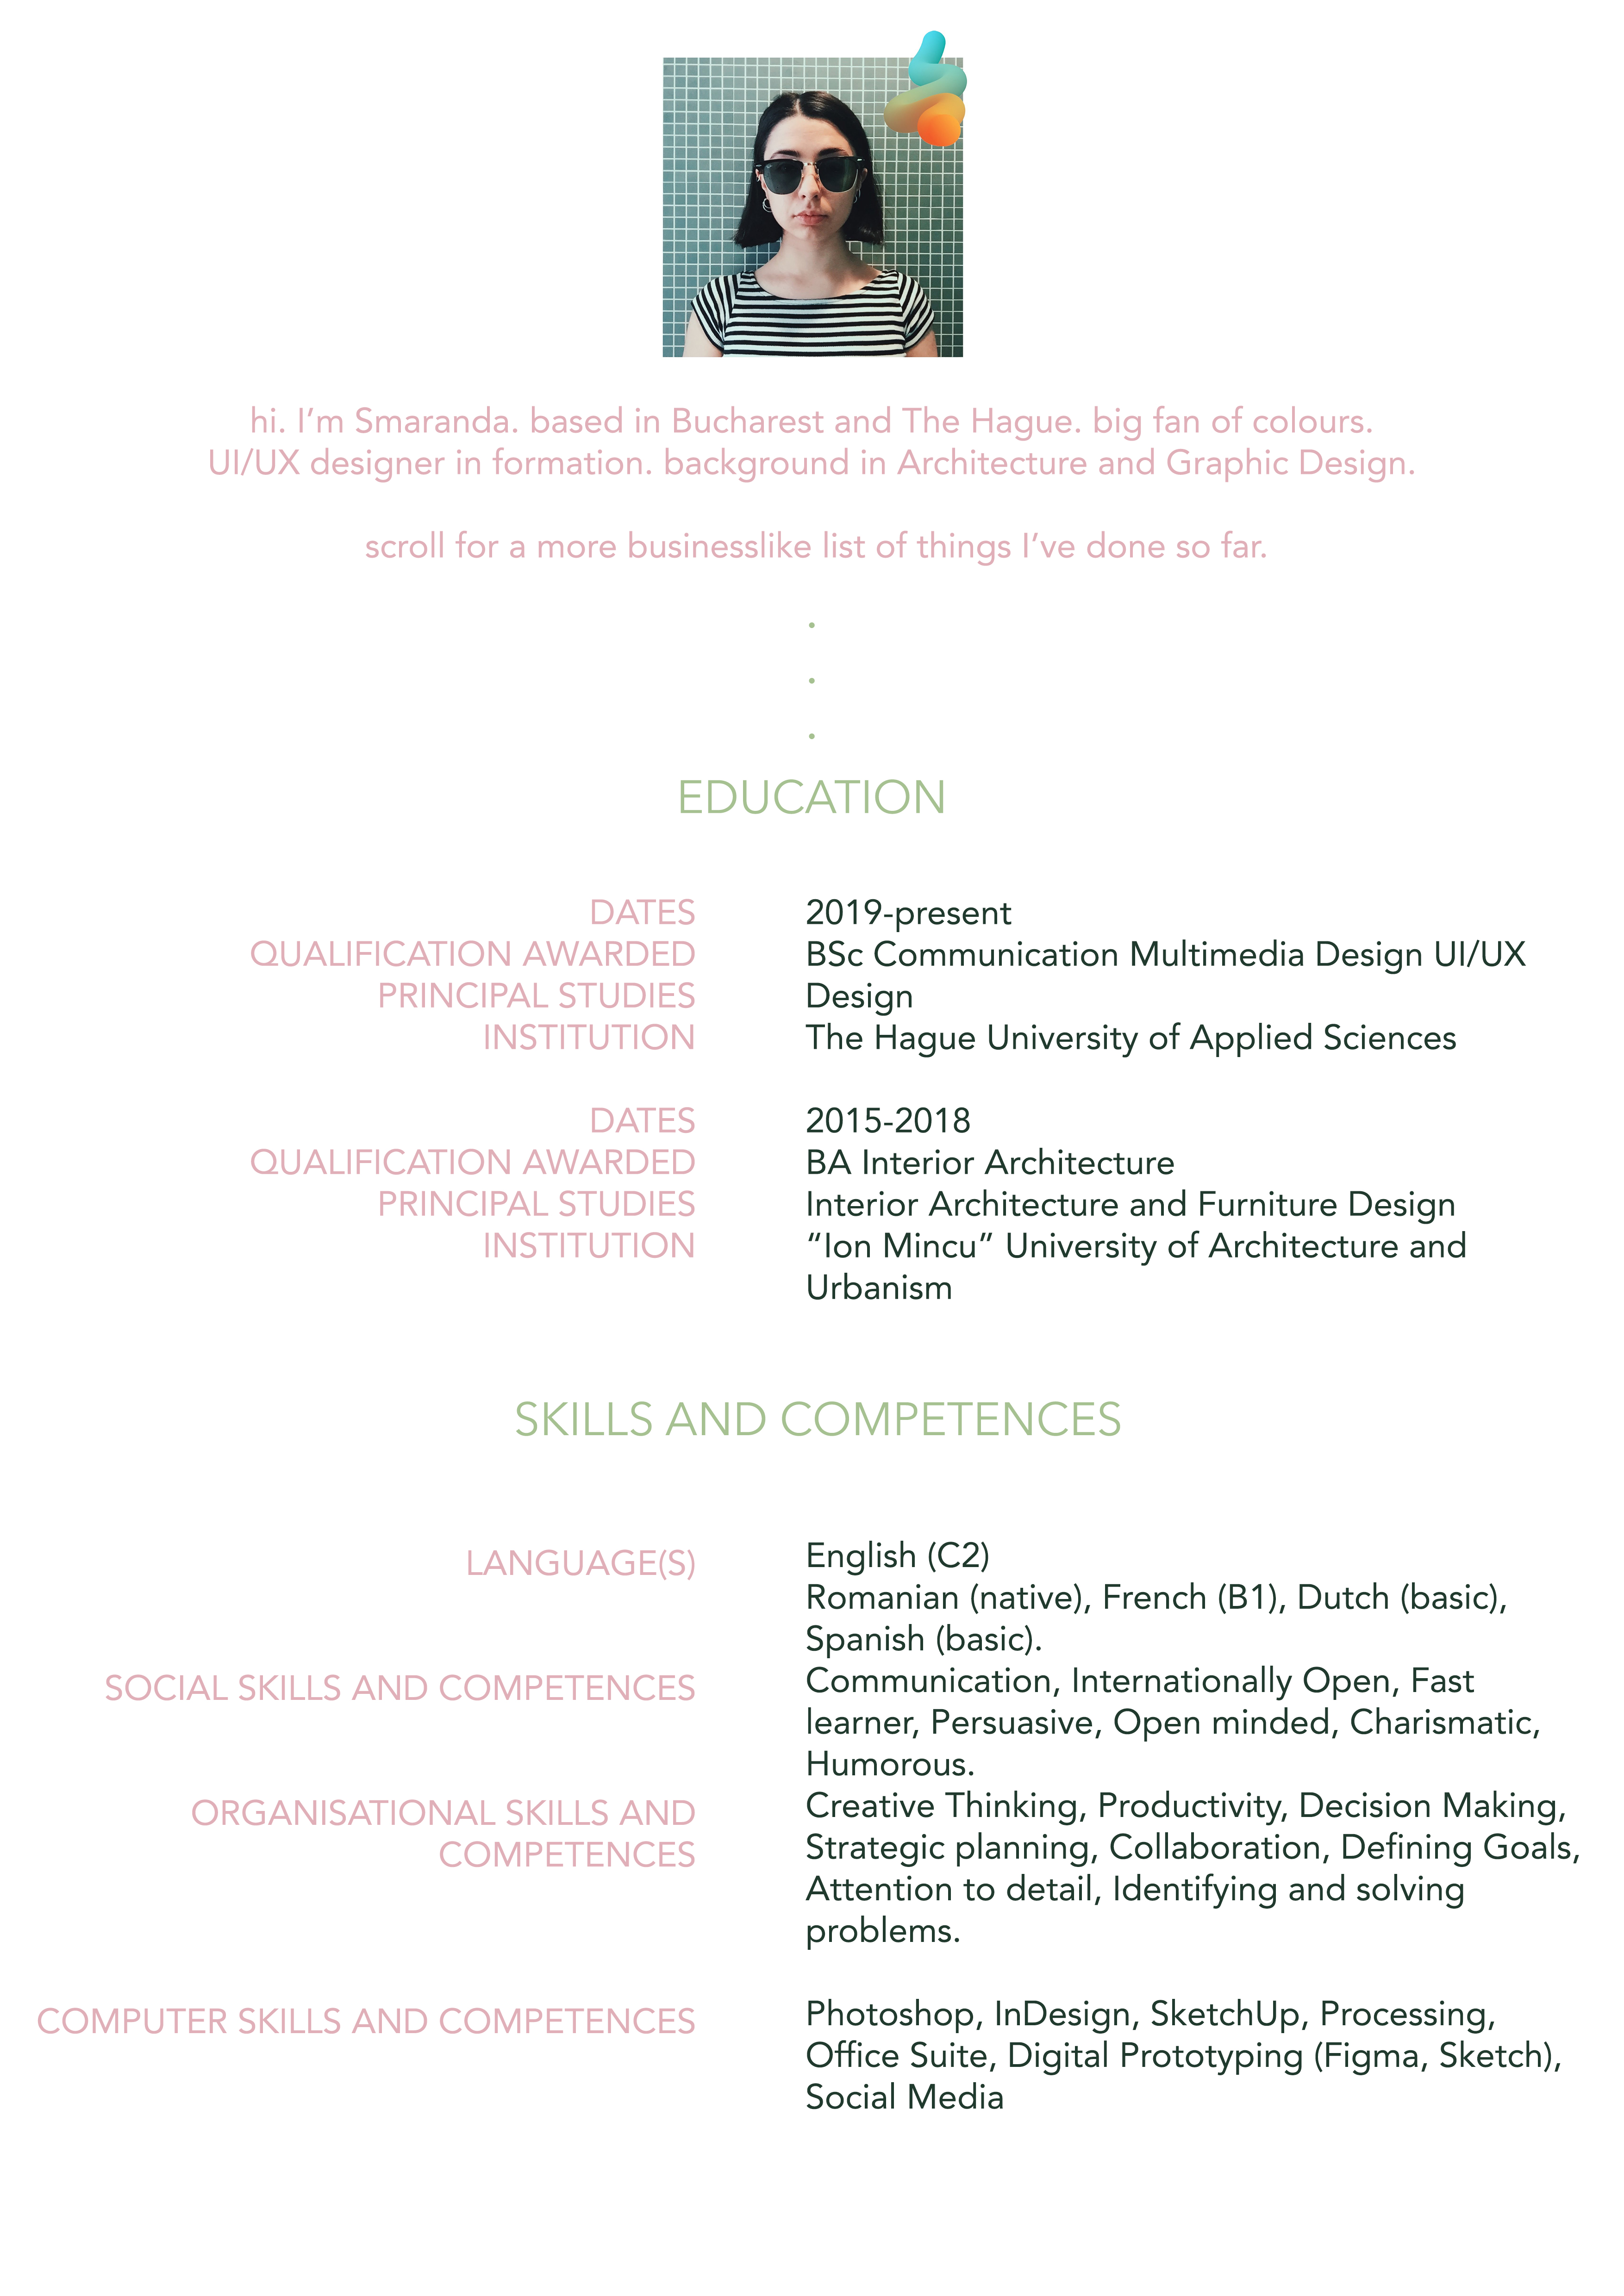 hi. I’m Smaranda. based in Bucharest and The Hague. big fan of colours.
UI/UX designer in formation. background in Architecture and Graphic Design.
scroll for a more businesslike list of things I’ve done so far.
.
.
.
EDUCATION
DATES 2019-present
QUALIFICATION AWARDED BSc Communication Multimedia Design UI/UX
PRINCIPAL STUDIES Design
INSTITUTION The Hague University of Applied Sciences
DATES 2015-2018
QUALIFICATION AWARDED BA Interior Architecture
PRINCIPAL STUDIES Interior Architecture and Furniture Design
INSTITUTION “Ion Mincu” University of Architecture and
Urbanism
SKILLS AND COMPETENCES
LANGUAGE(S) English (C2)
Romanian (native), French (B1), Dutch (basic),
Spanish (basic).
SOCIAL SKILLS AND COMPETENCES Communication, Internationally Open, Fast
learner, Persuasive, Open minded, Charismatic,
Humorous.
ORGANISATIONAL SKILLS AND Creative Thinking, Productivity, Decision Making,
COMPETENCES Strategic planning, Collaboration, Defining Goals,
Attention to detail, Identifying and solving
problems.
COMPUTER SKILLS AND COMPETENCES Photoshop, InDesign, SketchUp, Processing,
Office Suite, Digital Prototyping (Figma, Sketch),
Social Media